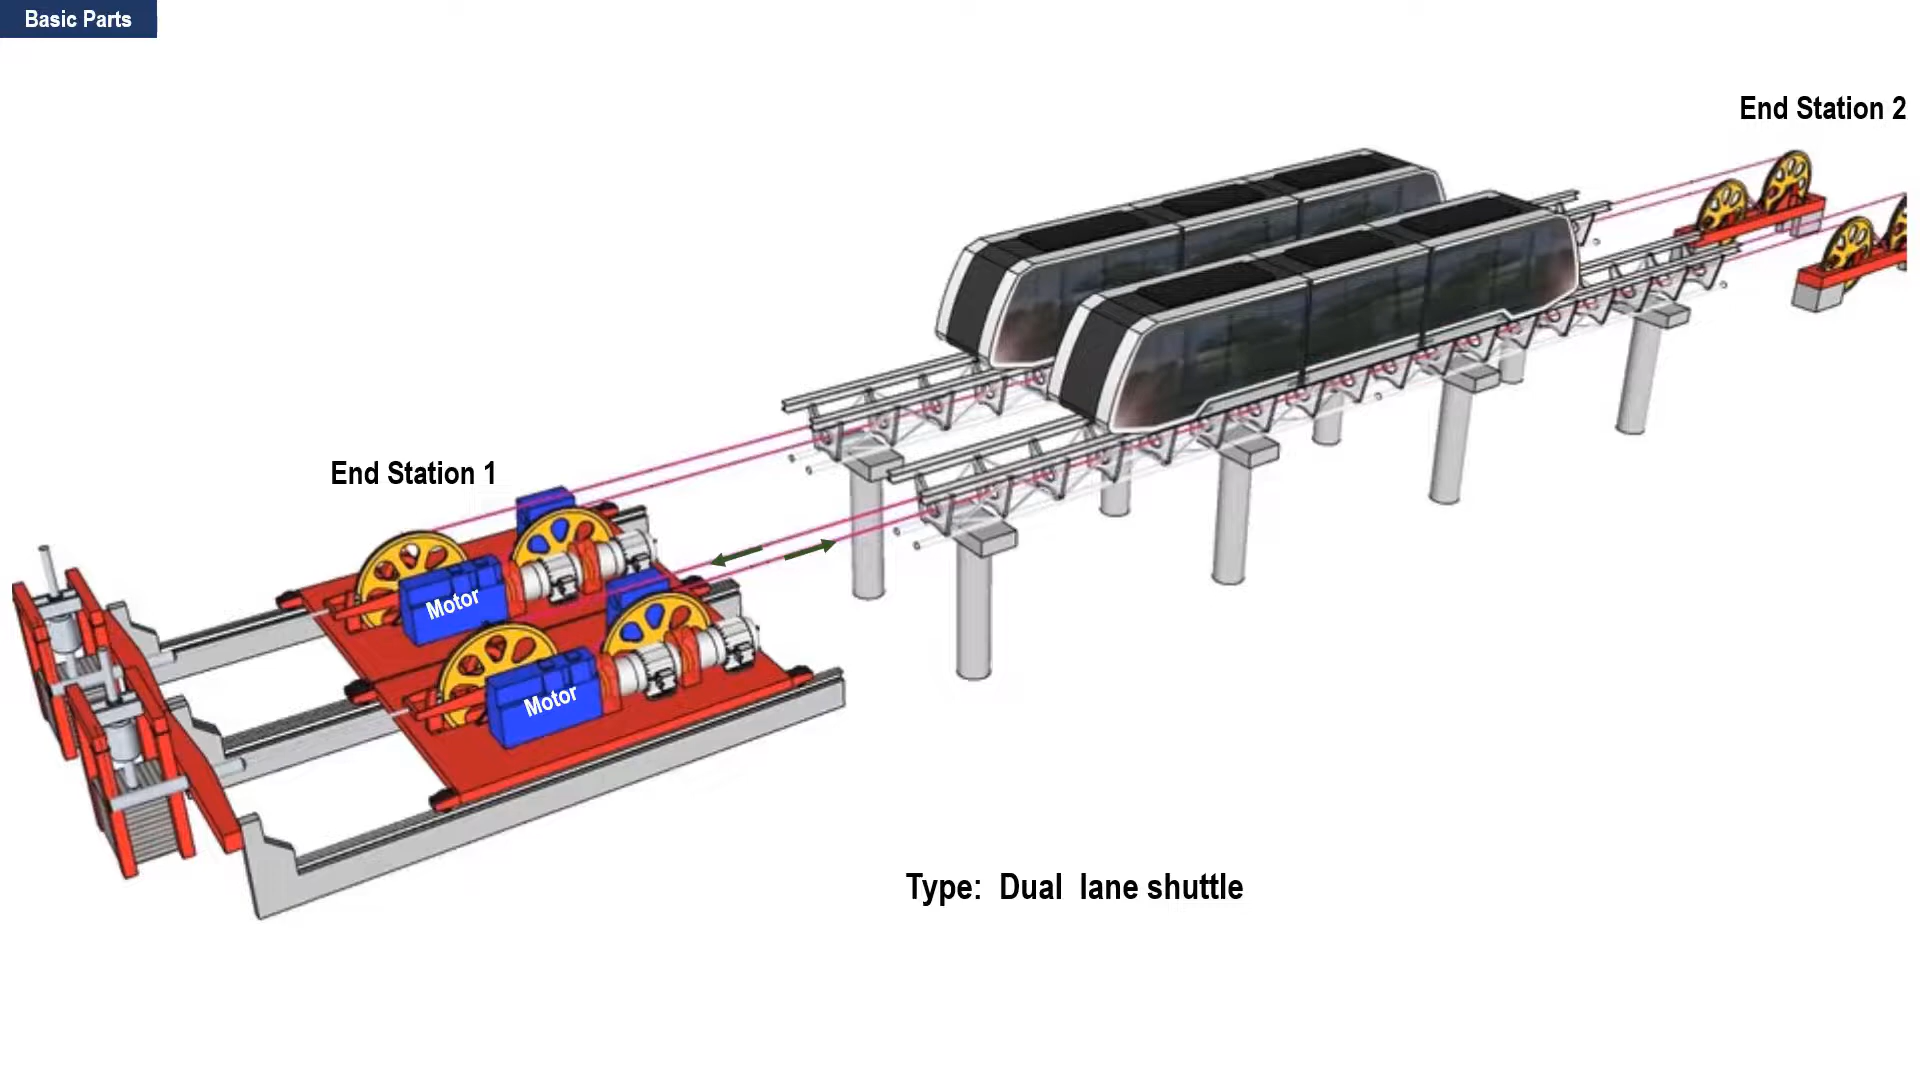 Basic Parts
End Station 2
End Station 1
Motor
Motor
Type: Dual lane shuttle